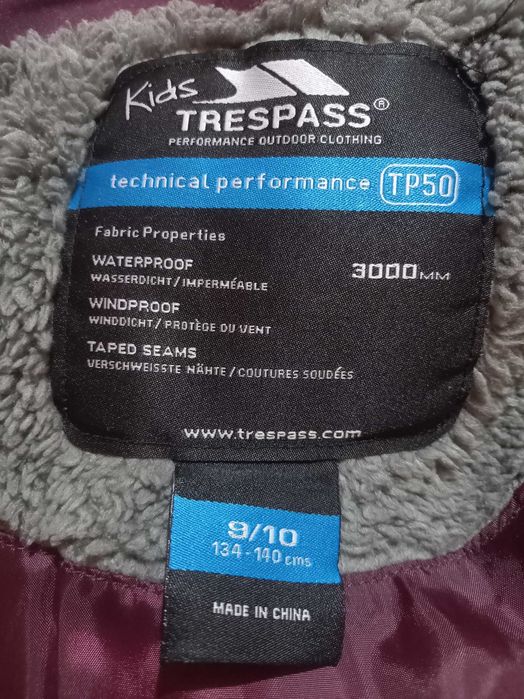 Kids
TRESPASS®
PERFORMANCE OUTDOOR CLOTHING
technical performance TP50
Fabric Properties
WATERPROOF 3000MM
WASSERDICHT/IMPERMÉABLE
WINDPROOF
WINDDICHT/PROTÈGE DU VENT
TAPED SEAMS
VERSCHWEISSTE NÄHTE/COUTURES SOUDÉES
www.trespass.com
9/10
134-140 cms
MADE IN CHINA